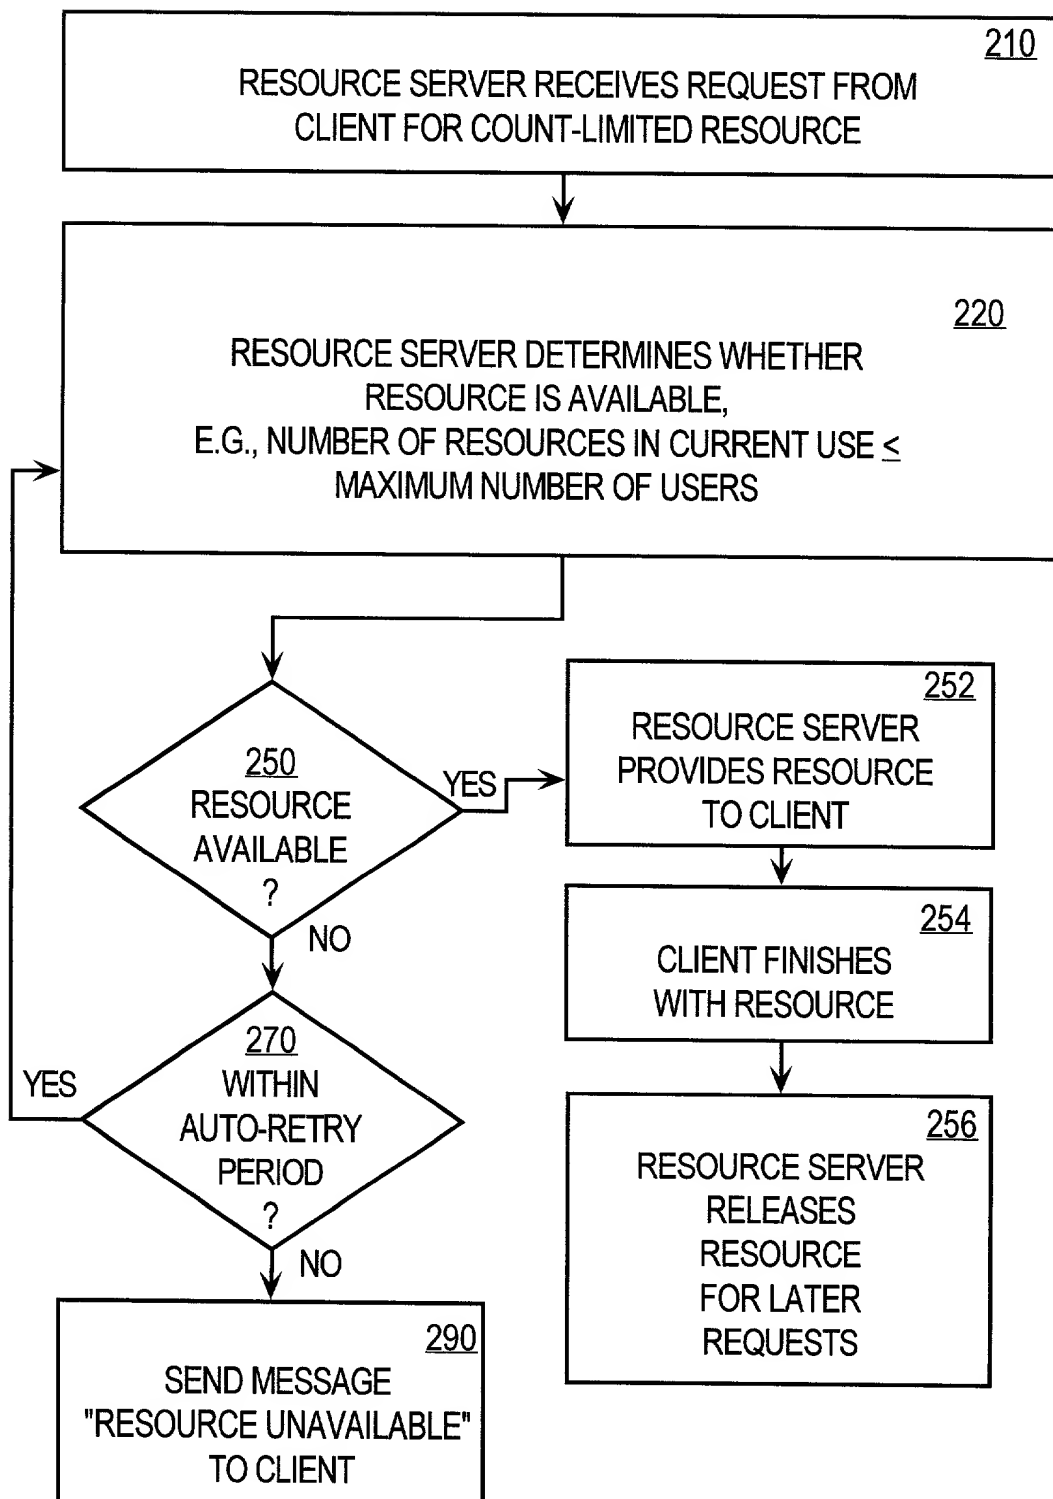 210
RESOURCE SERVER RECEIVES REQUEST FROM
CLIENT FOR COUNT-LIMITED RESOURCE
220
RESOURCE SERVER DETERMINES WHETHER
RESOURCE IS AVAILABLE,
E.G., NUMBER OF RESOURCES IN CURRENT USE ≤
MAXIMUM NUMBER OF USERS
250
RESOURCE
AVAILABLE
?
YES
NO
252
RESOURCE SERVER
PROVIDES RESOURCE
TO CLIENT
254
CLIENT FINISHES
WITH RESOURCE
270
WITHIN
AUTO-RETRY
PERIOD
?
YES
NO
256
RESOURCE SERVER
RELEASES
RESOURCE
FOR LATER
REQUESTS
290
SEND MESSAGE
"RESOURCE UNAVAILABLE"
TO CLIENT